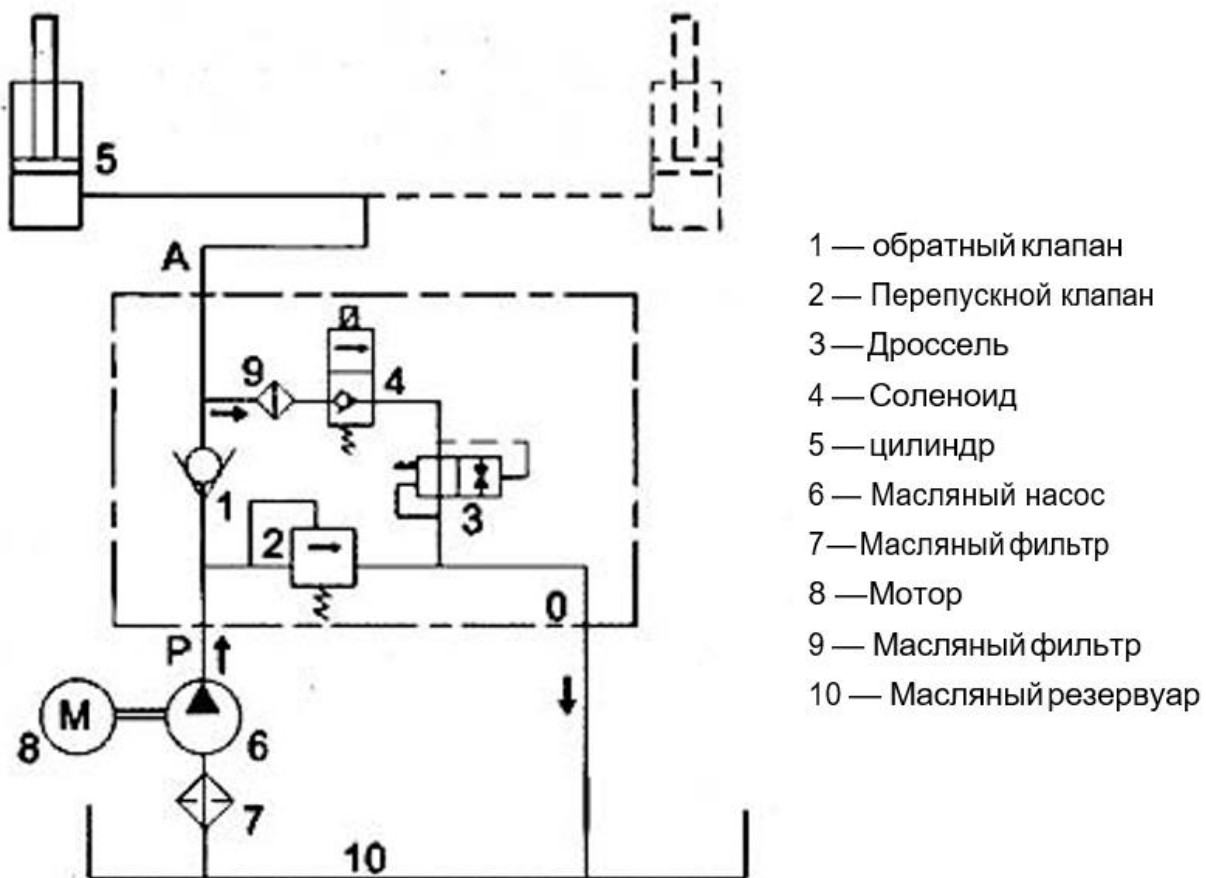 5
A
9
4
1
2
3
0
P
M
8
6
7
10
1 — обратный клапан
2 — Перепускной клапан
3 — Дроссель
4 — Соленоид
5 — цилиндр
6 — Масляный насос
7—Масляный фильтр
8 —Мотор
9 — Масляный фильтр
10 — Масляный резервуар